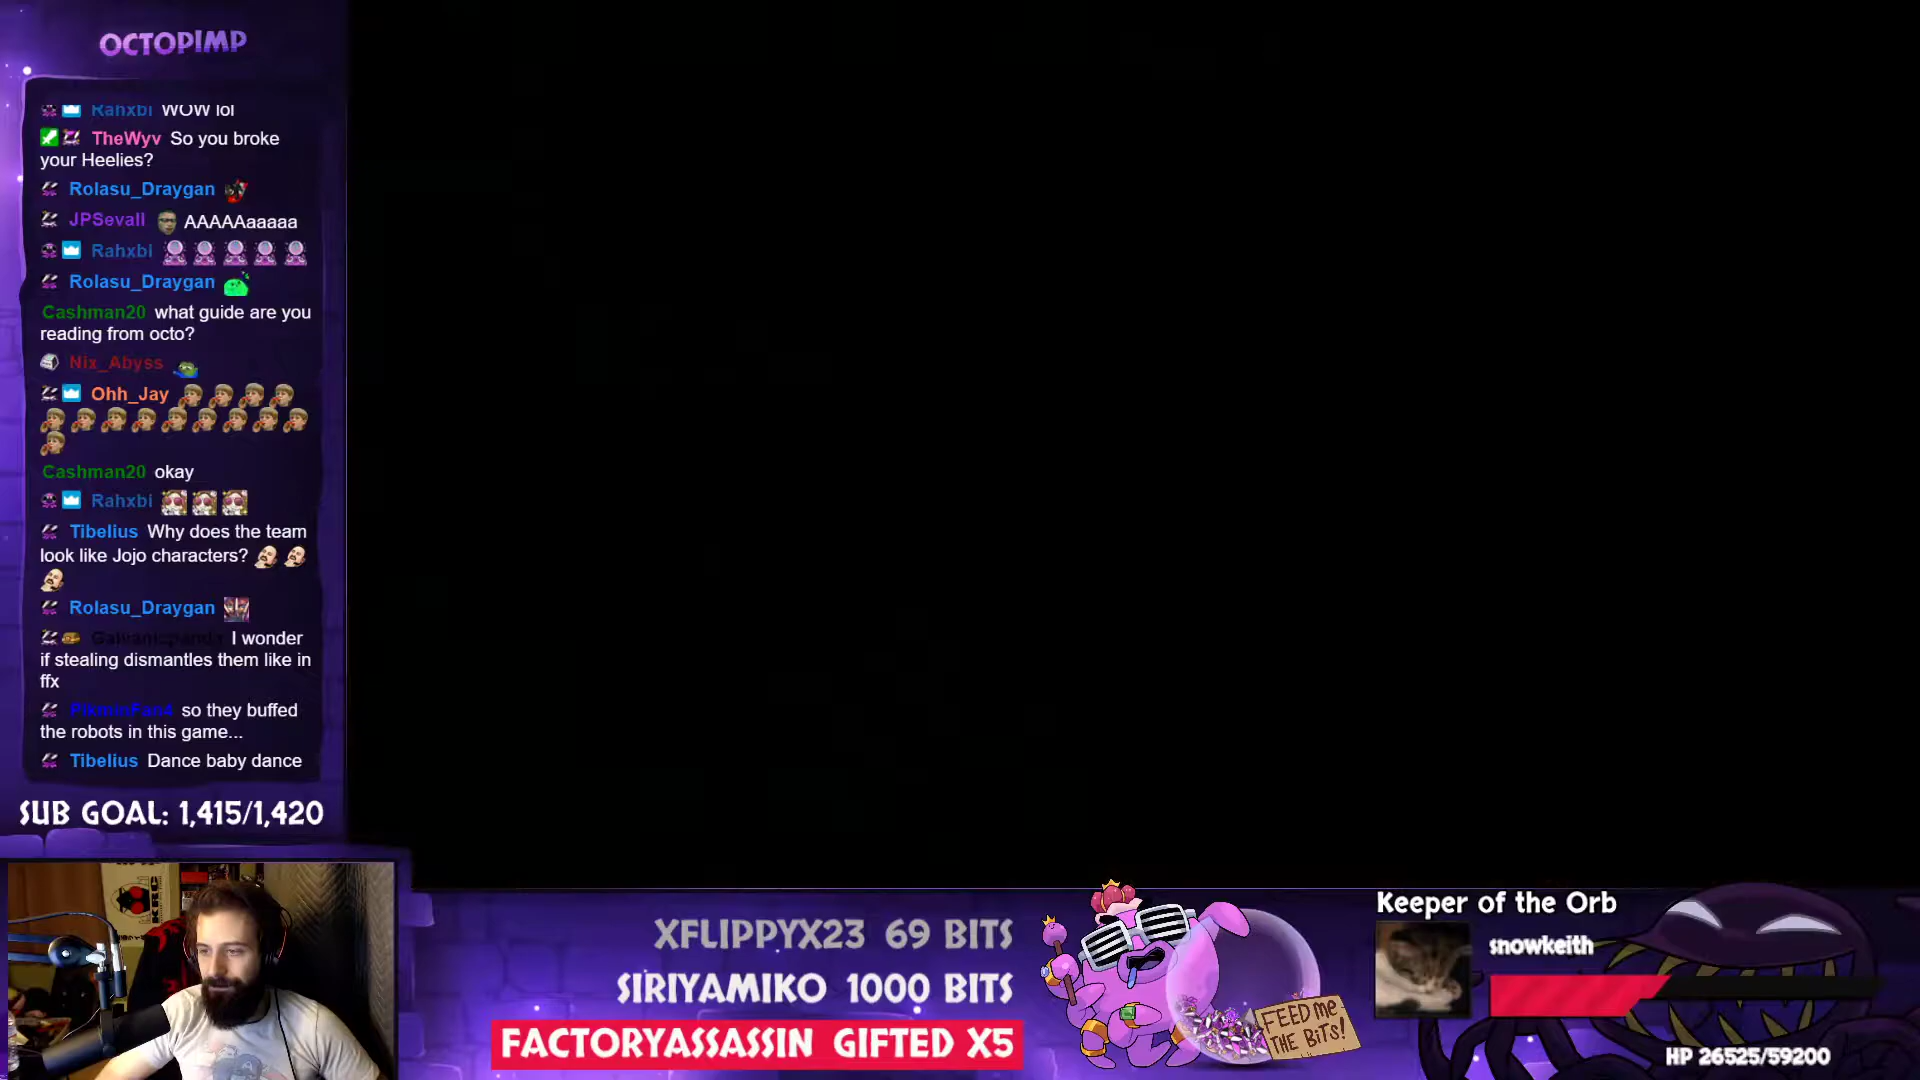 OCTOPIMP
Rahxbi WOW lol
TheWyv So you broke
your Heelies?
Rolasu_Draygan
JPSevall AAAAAaaaaa
Rahxbi
Rolasu_Draygan
Cashman20 what guide are you
reading from octo?
Nix_Abyss
Ohh_Jay
Cashman20 okay
Rahxbi
Tibelius Why does the team
look like Jojo characters?
Rolasu_Draygan
I wonder
if stealing dismantles them like in
ffx
PikminFan4 so they buffed
the robots in this game...
Tibelius Dance baby dance
SUB GOAL: 1,415/1,420
XFLIPPYX23 69 BITS
SIRIYAMIKO 1000 BITS
FACTORYASSASSIN GIFTED X5
FEED ME
THE BITS!
Keeper of the Orb
snowkeith
HP 26525/59200